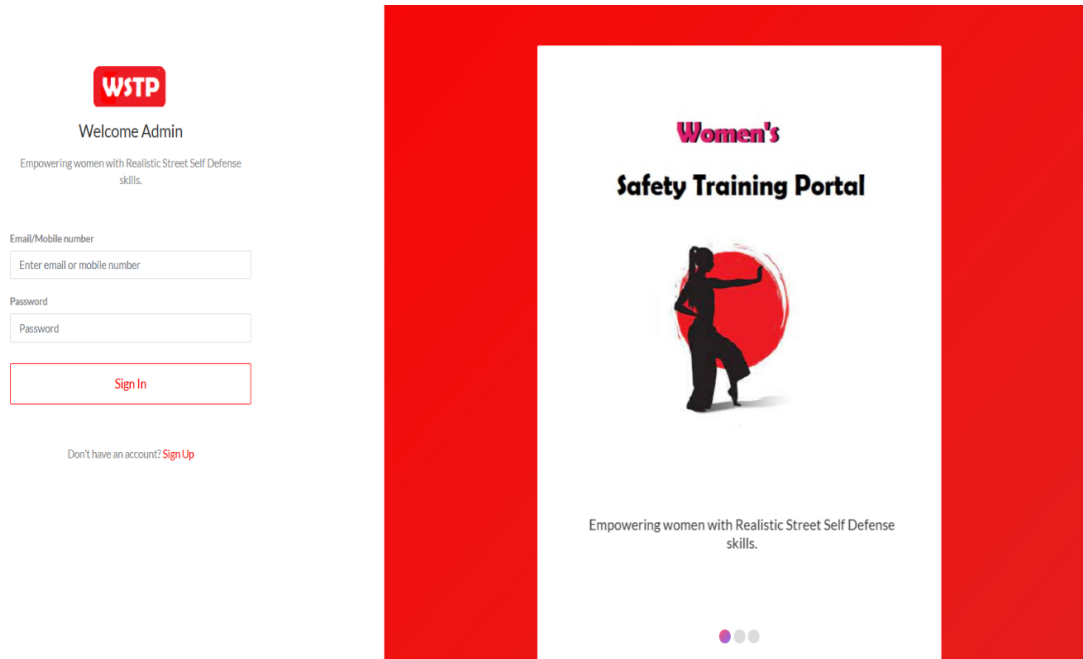 WSTP
Welcome Admin
Empowering women with Realistic Street Self Defense
skills.
Email/Mobile number
Enter email or mobile number
Password
Password
Sign In
Don't have an account? Sign Up
Women's
Safety Training Portal
Empowering women with Realistic Street Self Defense
skills.